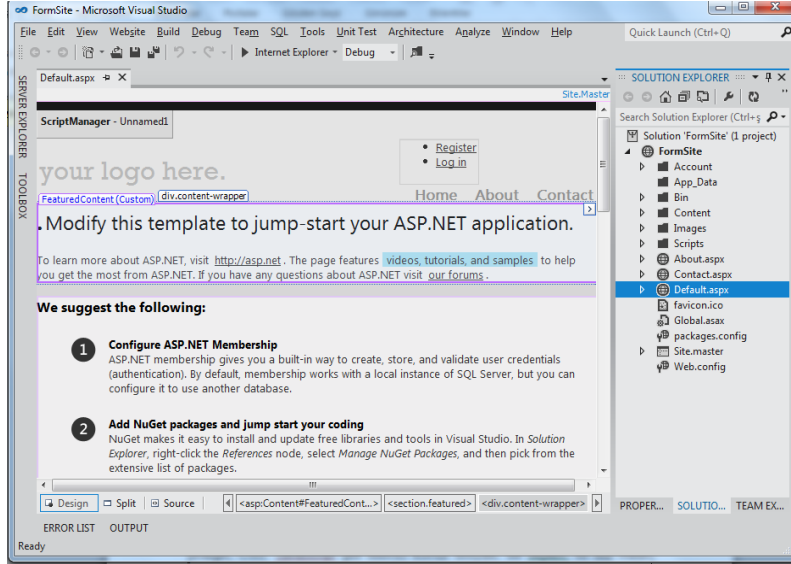 FormSite - Microsoft Visual Studio
File Edit View Website Build Debug Team SQL Tools Unit Test Architecture Analyze Window Help
Quick Launch (Ctrl+Q)
Internet Explorer
Debug
Default.aspx
SOLUTION EXPLORER
Site.Master
SERVER EXPLORER
TOOLBOX
ScriptManager - Unnamed1
Register
Log in
your logo here.
Home About Contact
FeaturedContent (Custom)
div.content-wrapper
. Modify this template to jump-start your ASP.NET application.
To learn more about ASP.NET, visit http://asp.net . The page features videos, tutorials, and samples to help
you get the most from ASP.NET. If you have any questions about ASP.NET visit our forums .
We suggest the following:
1
Configure ASP.NET Membership
ASP.NET membership gives you a built-in way to create, store, and validate user credentials
(authentication). By default, membership works with a local instance of SQL Server, but you can
configure it to use another database.
2
Add NuGet packages and jump start your coding
NuGet makes it easy to install and update free libraries and tools in Visual Studio. In Solution
Explorer, right-click the References node, select Manage NuGet Packages, and then pick from the
extensive list of packages.
Design Split Source
<asp:Content#FeaturedCont...> <section.featured> <div.content-wrapper>
ERROR LIST OUTPUT
Ready
Search Solution Explorer (Ctrl+;
Solution 'FormSite' (1 project)
FormSite
Account
App_Data
Bin
Content
Images
Scripts
About.aspx
Contact.aspx
Default.aspx
favicon.ico
Global.asax
packages.config
Site.master
Web.config
PROPER... SOLUTIO... TEAM EX...